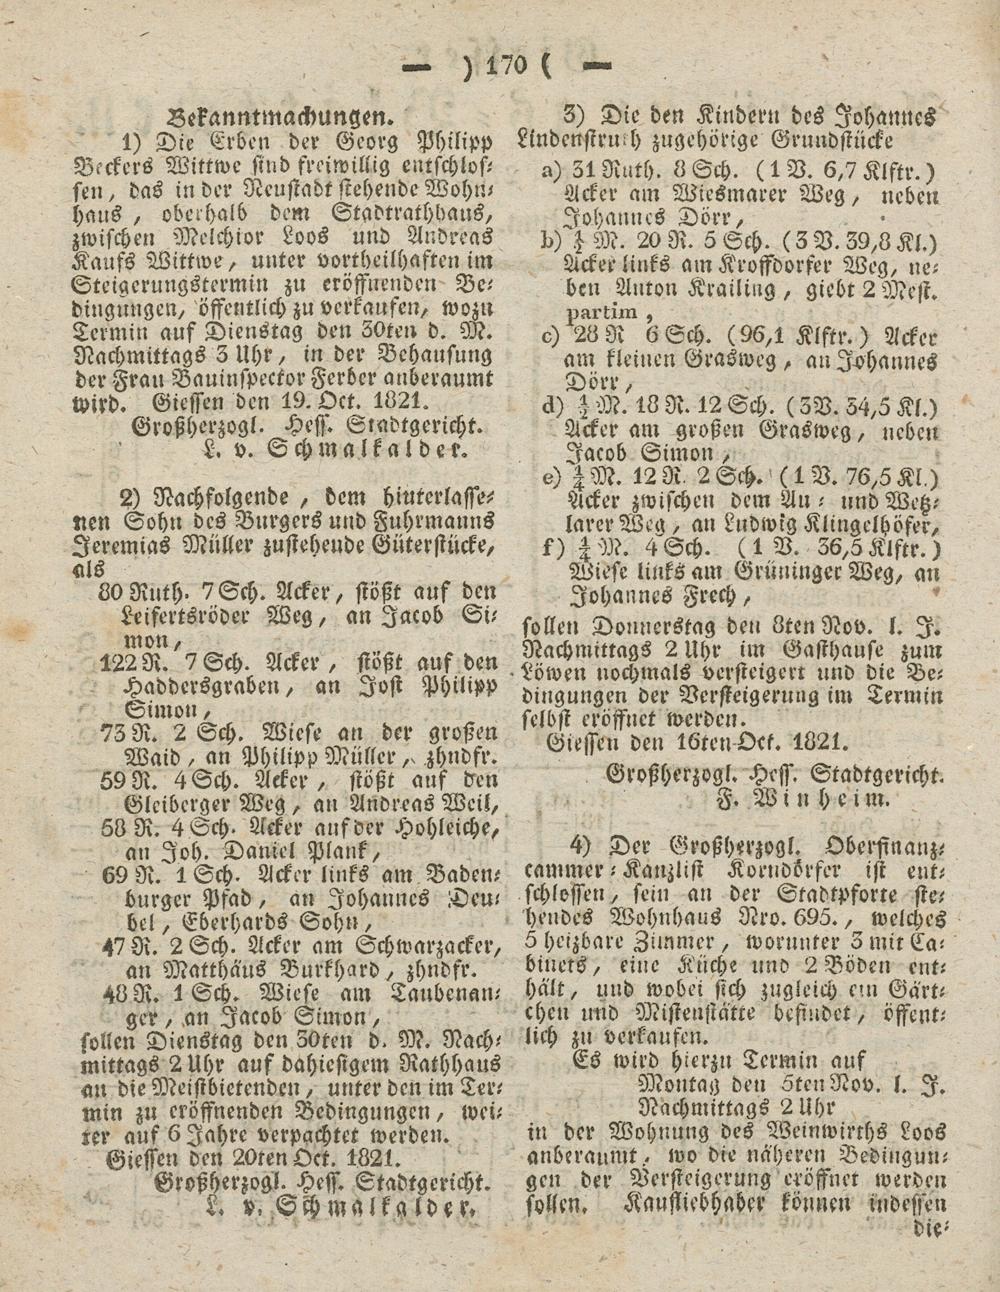 — ) 170 ( —
Bekanntmachungen.
1) Die Erben der Georg Philipp
Beckers Wittwe sind freiwillig entschlos-
sen, das in der Neustadt stehende Wohn-
haus, oberhalb dem Stadtrathhaus,
zwischen Melchior Loos und Andreas
Kaufs Wittwe, unter vortheilhaften im
Steigerungstermin zu eröffnenden Be-
dingungen, öffentlich zu verkaufen, wozu
Termin auf Dienstag den 30ten d. M.
Nachmittags 3 Uhr, in der Behausung
der Frau Bauinspector Ferber anberaumt
wird. Giessen den 19. Oct. 1821.
Großherzogl. Hess. Stadtgericht.
L. v. Schmalkalder.
2) Nachfolgende, dem hinterlasse-
nen Sohn des Burgers und Fuhrmanns
Jeremias Müller zustehende Güterstücke,
als
80 Ruth. 7 Sch. Acker, stößt auf den
Leifertsröder Weg, an Jacob Si-
mon,
122 R. 7 Sch. Acker, stößt auf den
Haddersgraben, an Jost Philipp
Simon,
73 R. 2 Sch. Wiese an der großen
Waid, an Philipp Müller, zhndfr.
59 R. 4 Sch. Acker, stößt auf den
Gleiberger Weg, an Andreas Weil,
58 R. 4 Sch. Acker auf der Hohleiche,
an Joh. Daniel Plank,
69 R. 1 Sch. Acker links am Baden-
burger Pfad, an Johannes Deu-
bel, Eberhards Sohn,
47 R. 2 Sch. Acker am Schwarzacker,
an Matthäus Burkhard, zhndfr.
48 R. 1 Sch. Wiese am Taubenan-
ger, an Jacob Simon,
sollen Dienstag den 30ten d. M. Nach-
mittags 2 Uhr auf dahiesigem Rathhaus
an die Meistbietenden, unter den im Ter-
min zu eröffnenden Bedingungen, wei-
ter auf 6 Jahre verpachtet werden.
Giessen den 20ten Oct. 1821.
Großherzogl. Hess. Stadtgericht.
L. v. Schmalkalder.
3) Die den Kindern des Johannes
Lindenstruth zugehörige Grundstücke
a) 31 Ruth. 8 Sch. (1 V. 6,7 Klftr.)
Acker am Wiesmarer Weg, neben
Johannes Dörr,
b) M. 20 R. 5 Sch. (3 V. 39,8 Kl.)
Acker links am Kroffdorfer Weg, ne-
ben Anton Krailing, giebt 2 Mest.
partim,
c) 28 R 6 Sch. (96,1 Klftr.) Acker
am kleinen Grasweg, an Johannes
Dörr,
d) ½ M. 18 R. 12 Sch. (3 V. 34,5 Kl.)
Acker am großen Grasweg, neben
Jacob Simon,
e) ¼ M. 12 R. 2 Sch. (1 V. 76,5 Kl.)
Acker zwischen dem Au- und Wetz-
larer Weg, an Ludwig Klingelhöfer,
f) ¼ M. 4 Sch. (1 V. 36,5 Klftr.)
Wiese links am Grüninger Weg, an
Johannes Frech,
sollen Donnerstag den 8ten Nov. l. J.
Nachmittags 2 Uhr im Gasthause zum
Löwen nochmals versteigert und die Be-
dingungen der Versteigerung im Termin
selbst eröffnet werden.
Giessen den 16ten Oct. 1821.
Großherzogl. Hess. Stadtgericht.
F. Winheim.
4) Der Großherzogl. Oberfinanz-
cammer-Kanzlist Korndörfer ist ent-
schlossen, sein an der Stadtpforte ste-
hendes Wohnhaus Nro. 695., welches
5 heizbare Zimmer, worunter 3 mit Ca-
binets, eine Küche und 2 Böden ent-
hält, und wobei sich zugleich ein Gärt-
chen und Mistenstätte befindet, öffent-
lich zu verkaufen.
Es wird hierzu Termin auf
Montag den 5ten Nov. l. J.
Nachmittags 2 Uhr
in der Wohnung des Weinwirths Loos
anberaumt, wo die näheren Bedingun-
gen der Versteigerung eröffnet werden
sollen. Kaufliebhaber können indessen
die-